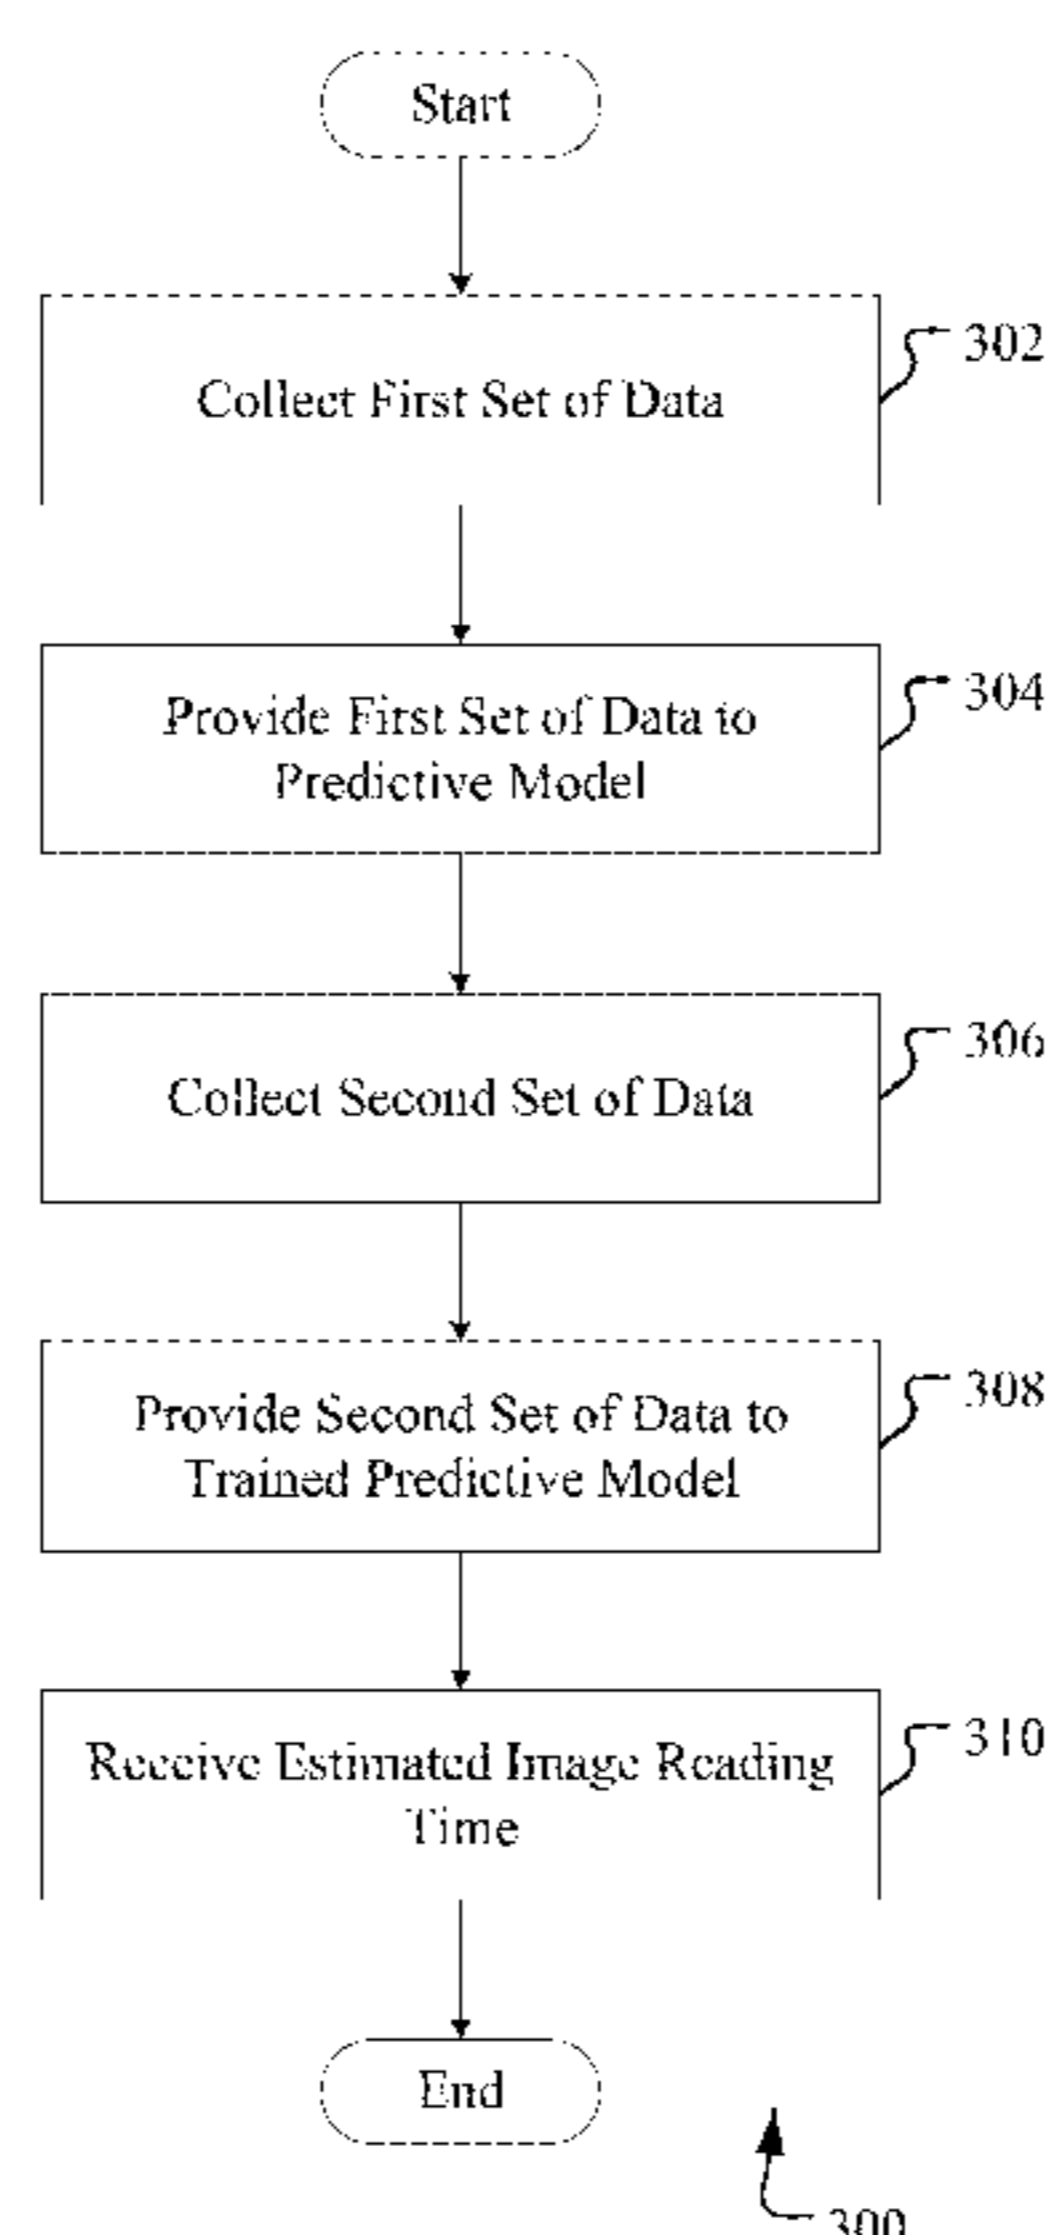 Start
Collect First Set of Data
302
Provide First Set of Data to
Predictive Model
304
Collect Second Set of Data
306
Provide Second Set of Data to
Trained Predictive Model
308
Receive Estimated Image Reading
Time
310
End
300